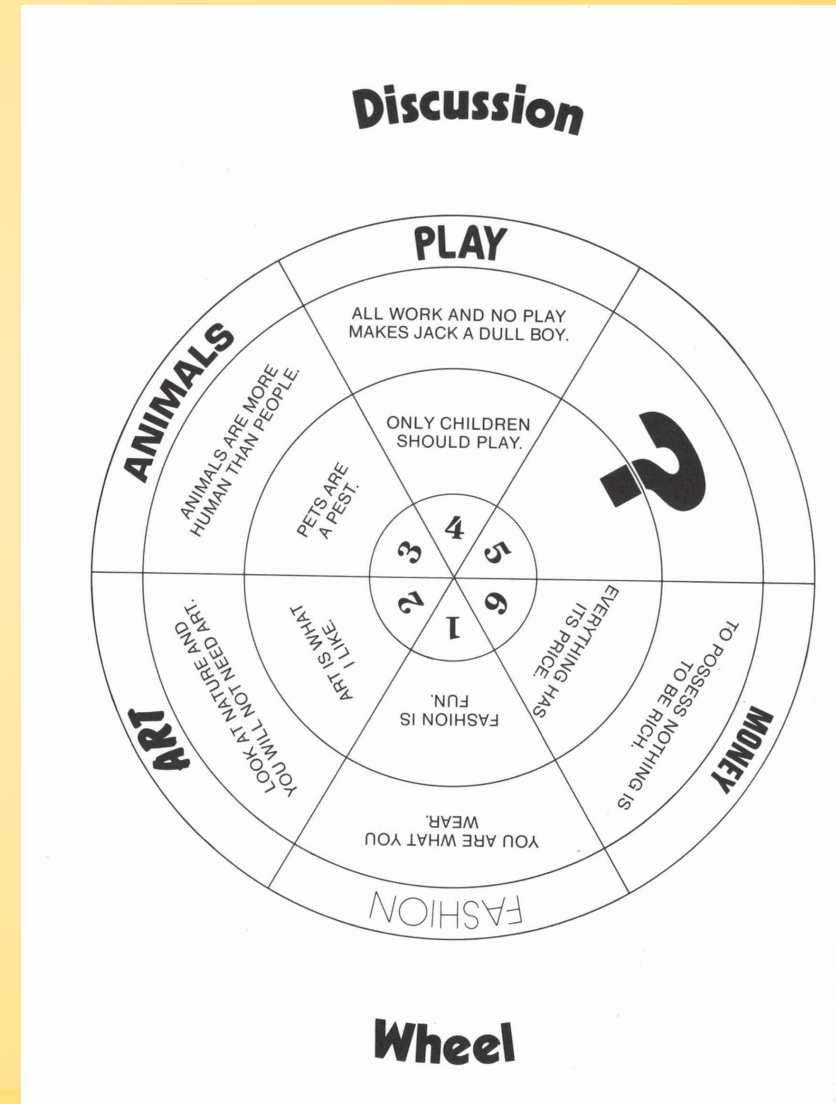 Discussion
PLAY
ALL WORK AND NO PLAY
MAKES JACK A DULL BOY.
ONLY CHILDREN
SHOULD PLAY.
4
?
5
MONEY
TO POSSESS NOTHING IS
TO BE RICH.
EVERYTHING HAS
ITS PRICE.
6
FASHION
YOU ARE WHAT YOU
WEAR.
FASHION IS
FUN.
1
ART
LOOK AT NATURE AND
YOU WILL NOT NEED ART.
ART IS WHAT
I LIKE.
2
ANIMALS
ANIMALS ARE MORE
HUMAN THAN PEOPLE.
PETS ARE
A PEST.
3
Wheel